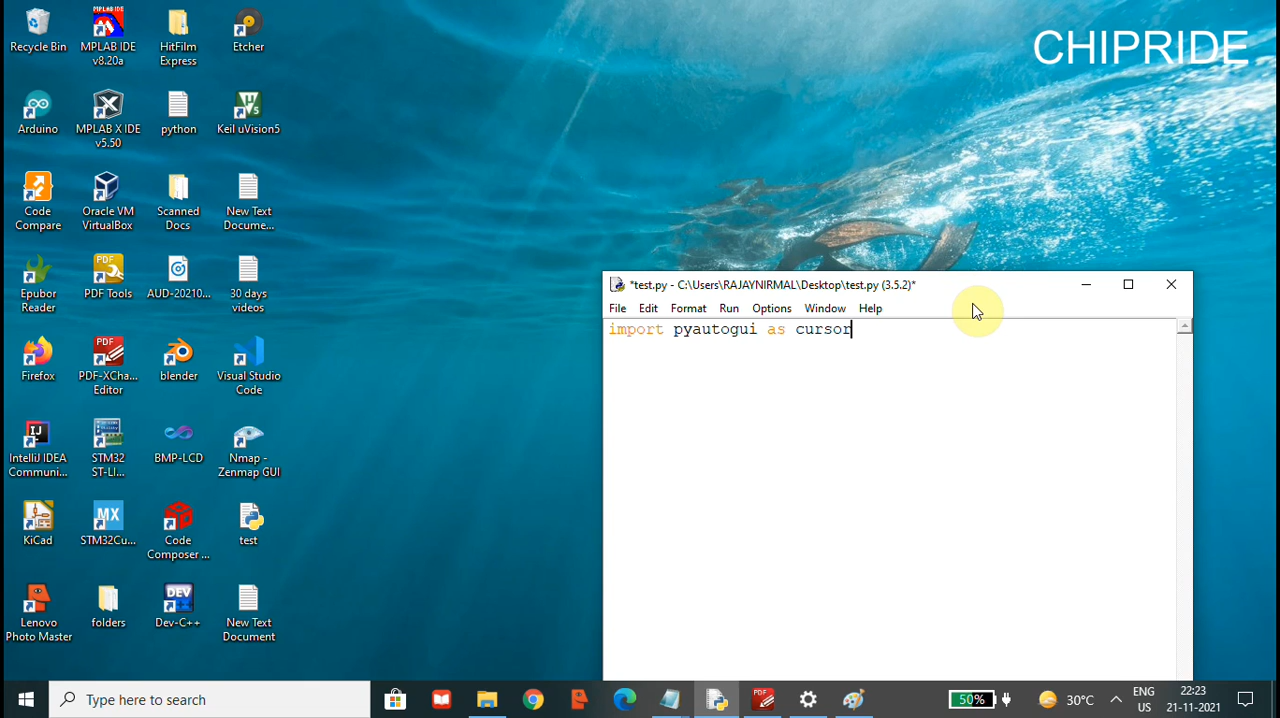 CHIPRIDE
Recycle Bin
MPLAB IDE
v8.20a
HitFilm
Express
Etcher
Arduino
MPLAB X IDE
v5.50
python
Keil uVision5
Code
Compare
Oracle VM
VirtualBox
Scanned
Docs
New Text
Docume...
Epubor
Reader
PDF
PDF Tools
AUD-20210...
30 days
videos
Firefox
PDF
PDF-XCha...
Editor
blender
Visual Studio
Code
IntelliJ IDEA
Communi...
STM32
ST-LI...
BMP-LCD
Nmap -
Zenmap GUI
KiCad
MX
STM32Cu...
Code
Composer ...
test
Lenovo
Photo Master
folders
DEV
Dev-C++
New Text
Document
*test.py - C:\Users\RAJAYNIRMAL\Desktop\test.py (3.5.2)*
File Edit Format Run Options Window Help
import pyautogui as cursor
Type here to search
PDF
50%
30°C
ENG
US
22:23
21-11-2021